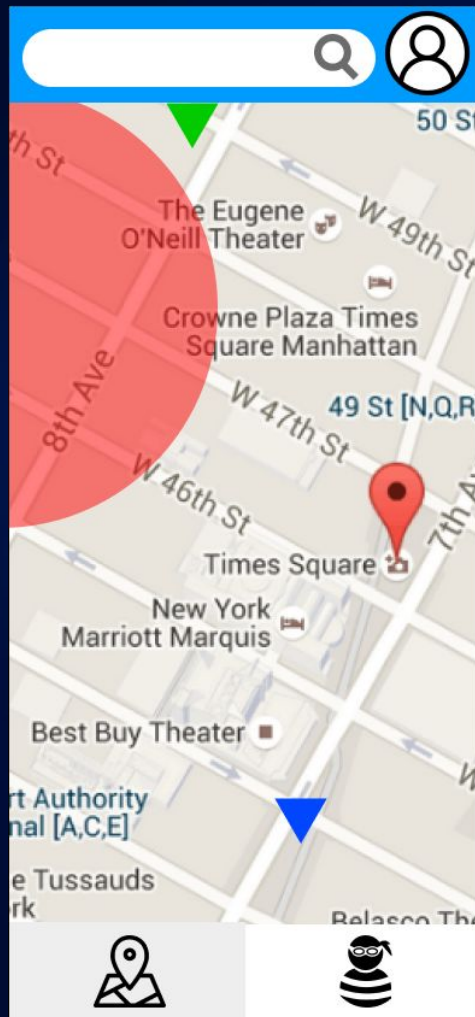 50 St
th St
W 49th St
The Eugene
O'Neill Theater
Crowne Plaza Times
Square Manhattan
8th Ave
W 47th St
49 St [N,Q,R
W 46th St
7th Av
Times Square
New York
Marriott Marquis
Best Buy Theater
W
rt Authority
nal [A,C,E]
e Tussauds
rk
Belasco The